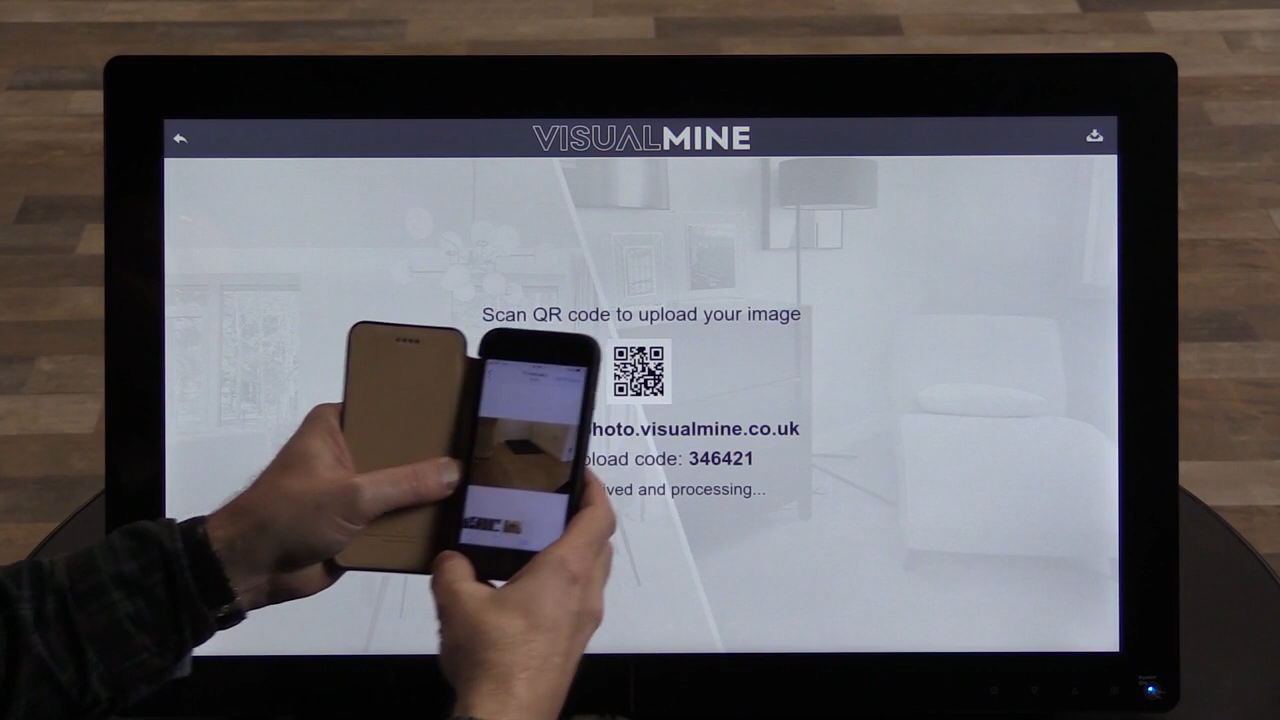 VISUALMINE
Scan QR code to upload your image
hoto.visualmine.co.uk
pload code: 346421
ived and processing...